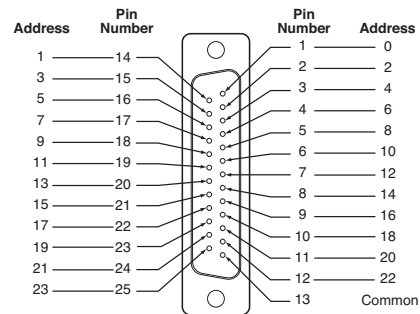 Address Pin Number Pin Number Address
1 14 1 0
3 15 2 2
5 16 3 4
7 17 4 6
9 18 5 8
11 19 6 10
13 20 7 12
15 21 8 14
17 22 9 16
19 23 10 18
21 24 11 20
23 25 12 22
13 Common